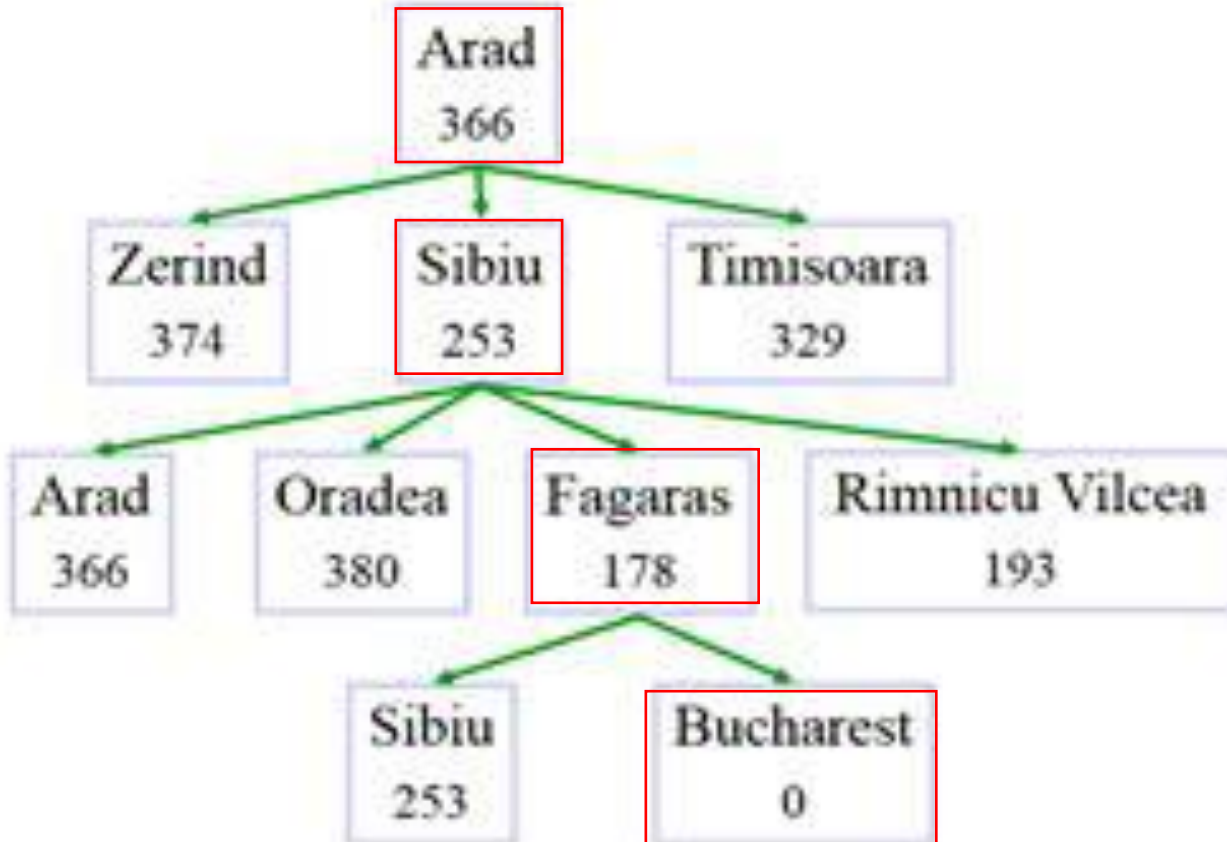 Arad
366
Zerind
374
Sibiu
253
Timisoara
329
Arad
366
Oradea
380
Fagaras
178
Rimnicu Vilcea
193
Sibiu
253
Bucharest
0